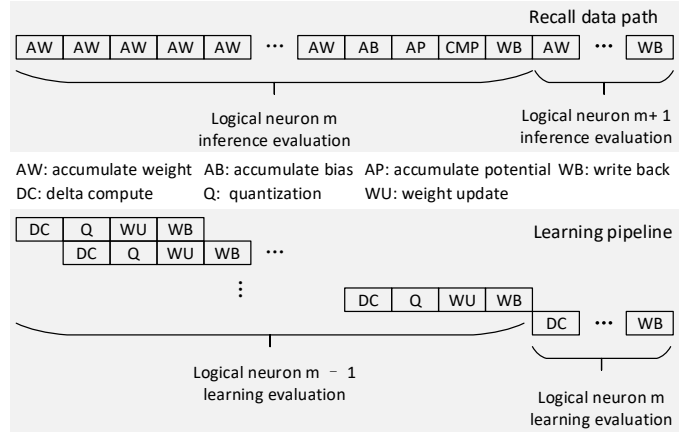 Recall data path
AW AW AW AW AW ··· AW AB AP CMP WB AW ··· WB
Logical neuron m
inference evaluation
Logical neuron m+ 1
inference evaluation
AW: accumulate weight AB: accumulate bias AP: accumulate potential WB: write back
DC: delta compute Q: quantization WU: weight update
Learning pipeline
DC Q WU WB
DC Q WU WB ···
⋮
DC Q WU WB
DC ··· WB
Logical neuron m − 1
learning evaluation
Logical neuron m
learning evaluation